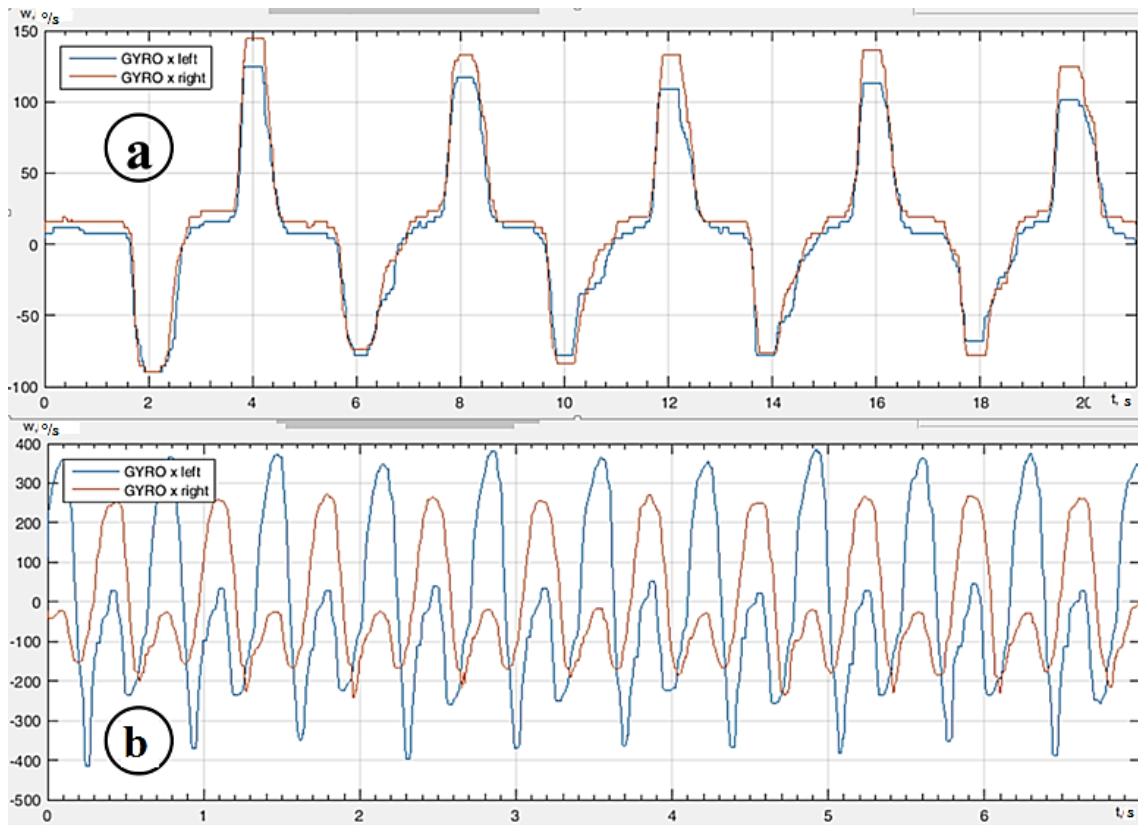 w, °/s
150
GYRO x left
GYRO x right
100
a
50
0
-50
-100
0 2 4 6 8 10 12 14 16 18 20 t, s
w, °/s
400
GYRO x left
GYRO x right
300
200
100
0
-100
-200
-300
b
-400
-500
0 1 2 3 4 5 6 t, s